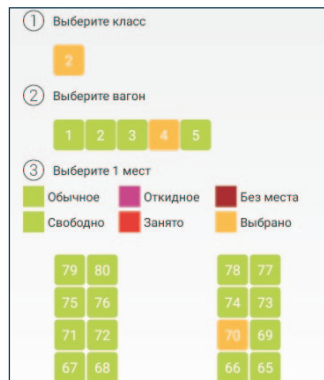 1 Выберите класс
2
2 Выберите вагон
1 2 3 4 5
3 Выберите 1 мест
Обычное Откидное Без места
Свободно Занято Выбрано
79 80 78 77
75 76 74 73
71 72 70 69
67 68 66 65